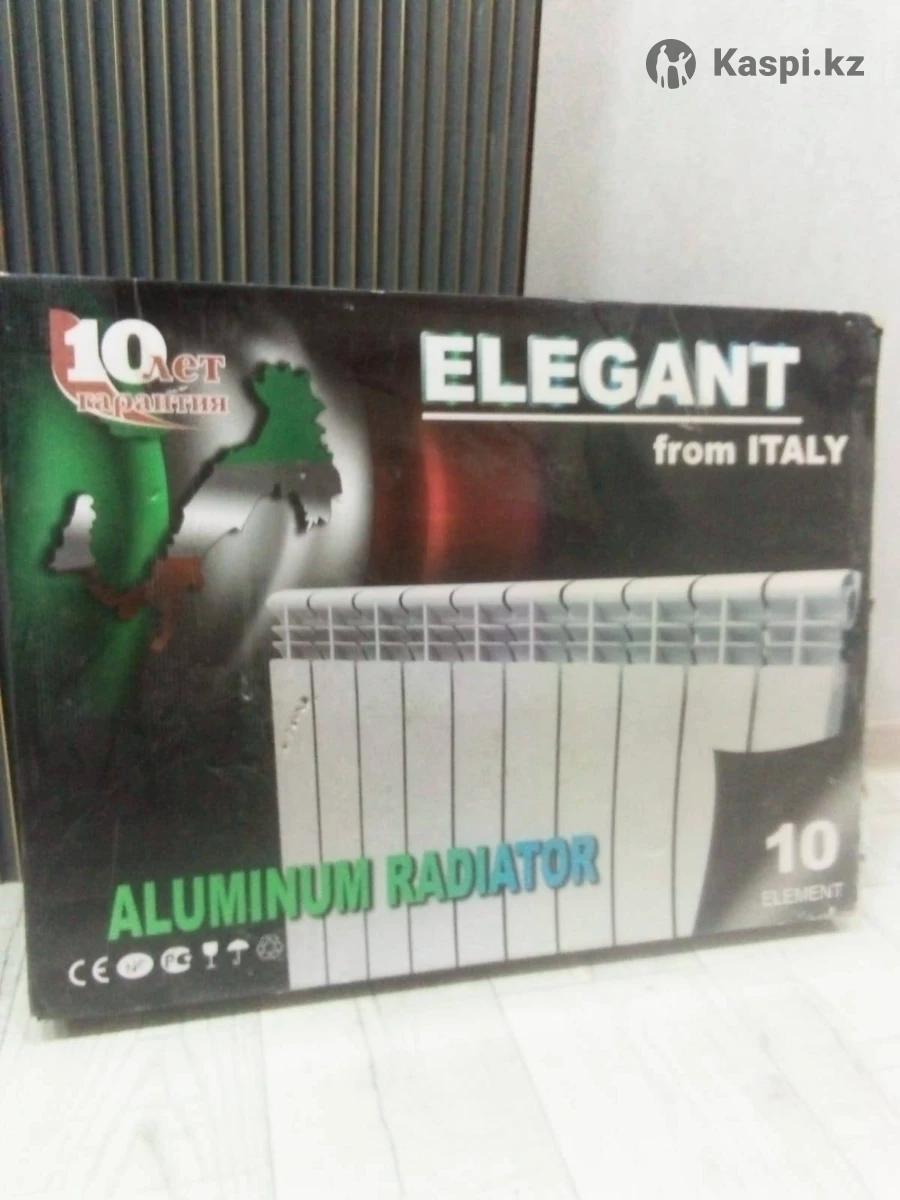 Kaspi.kz
10 лет
гарантия
ELEGANT
from ITALY
ALUMINUM RADIATOR
10
ELEMENT
CE